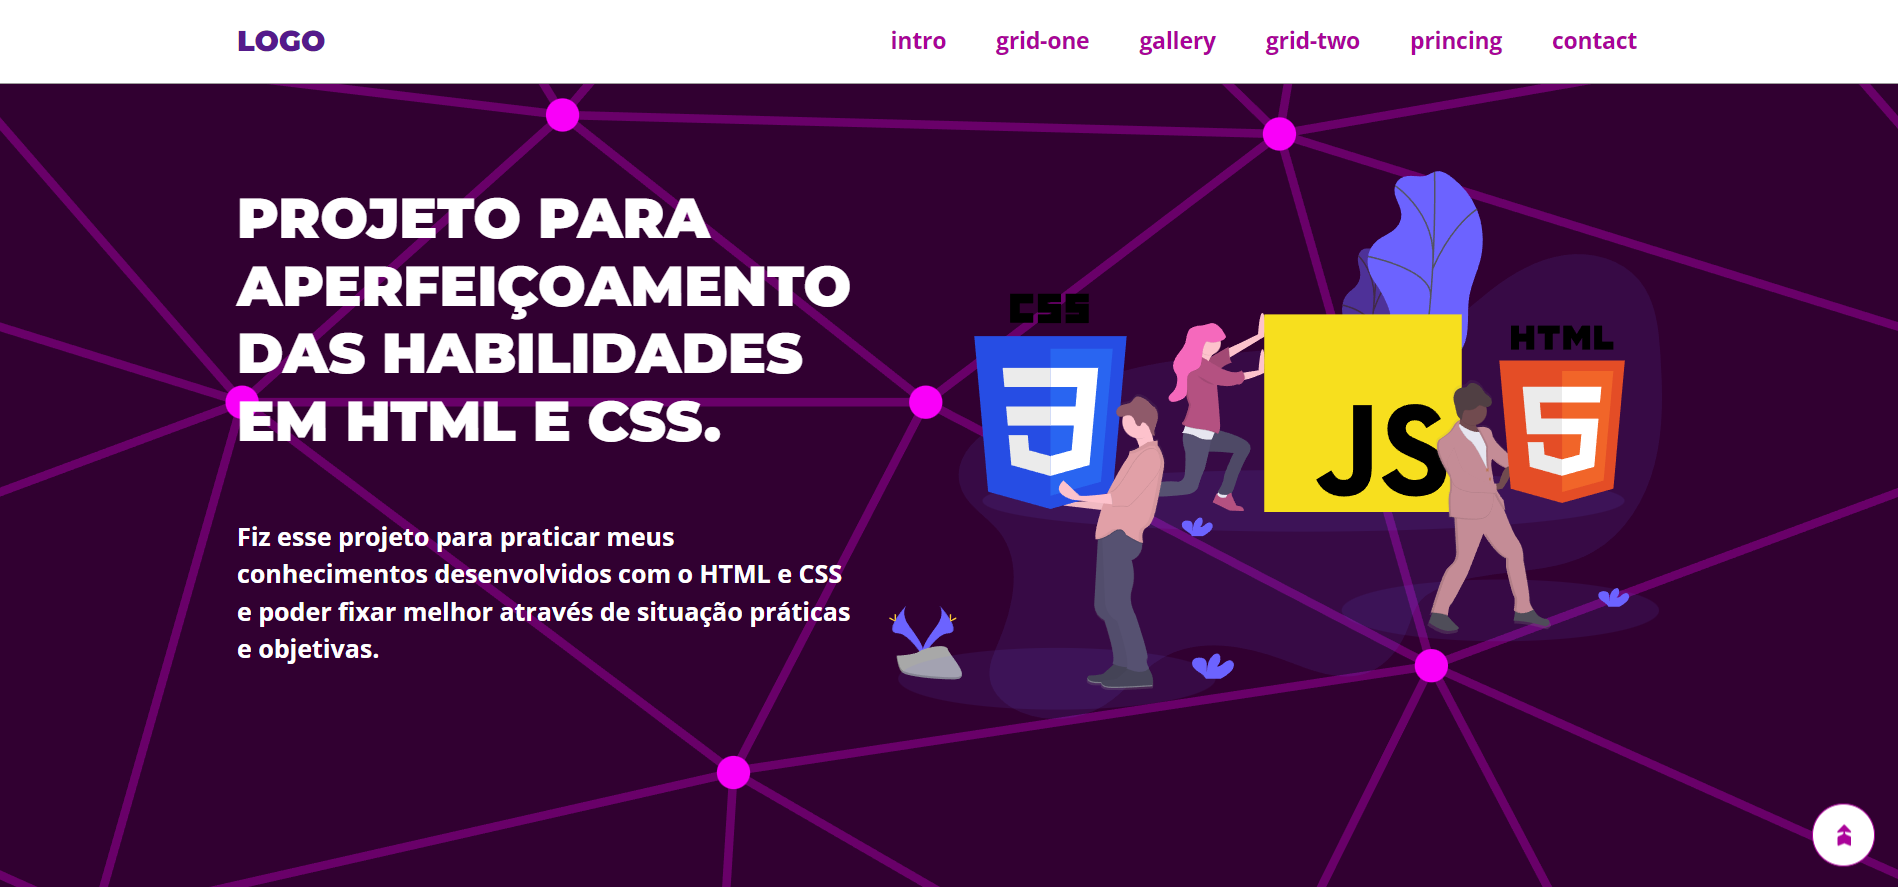 LOGO
intro grid-one gallery grid-two princing contact
PROJETO PARA
APERFEIÇOAMENTO
DAS HABILIDADES
EM HTML E CSS.
Fiz esse projeto para praticar meus
conhecimentos desenvolvidos com o HTML e CSS
e poder fixar melhor através de situação práticas
e objetivas.
CSS
HTML
JS
3
5